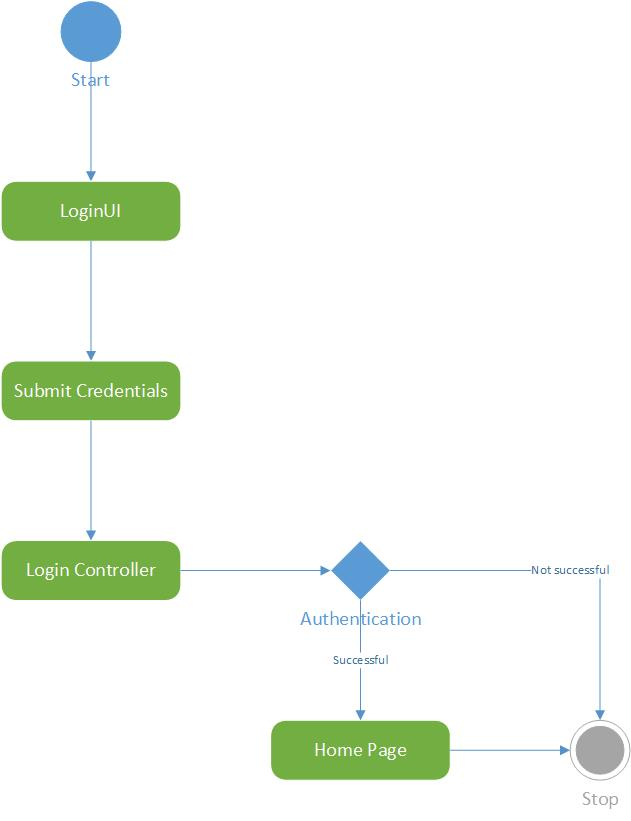 Start
LoginUI
Submit Credentials
Login Controller
Not successful
Authentication
Successful
Home Page
Stop